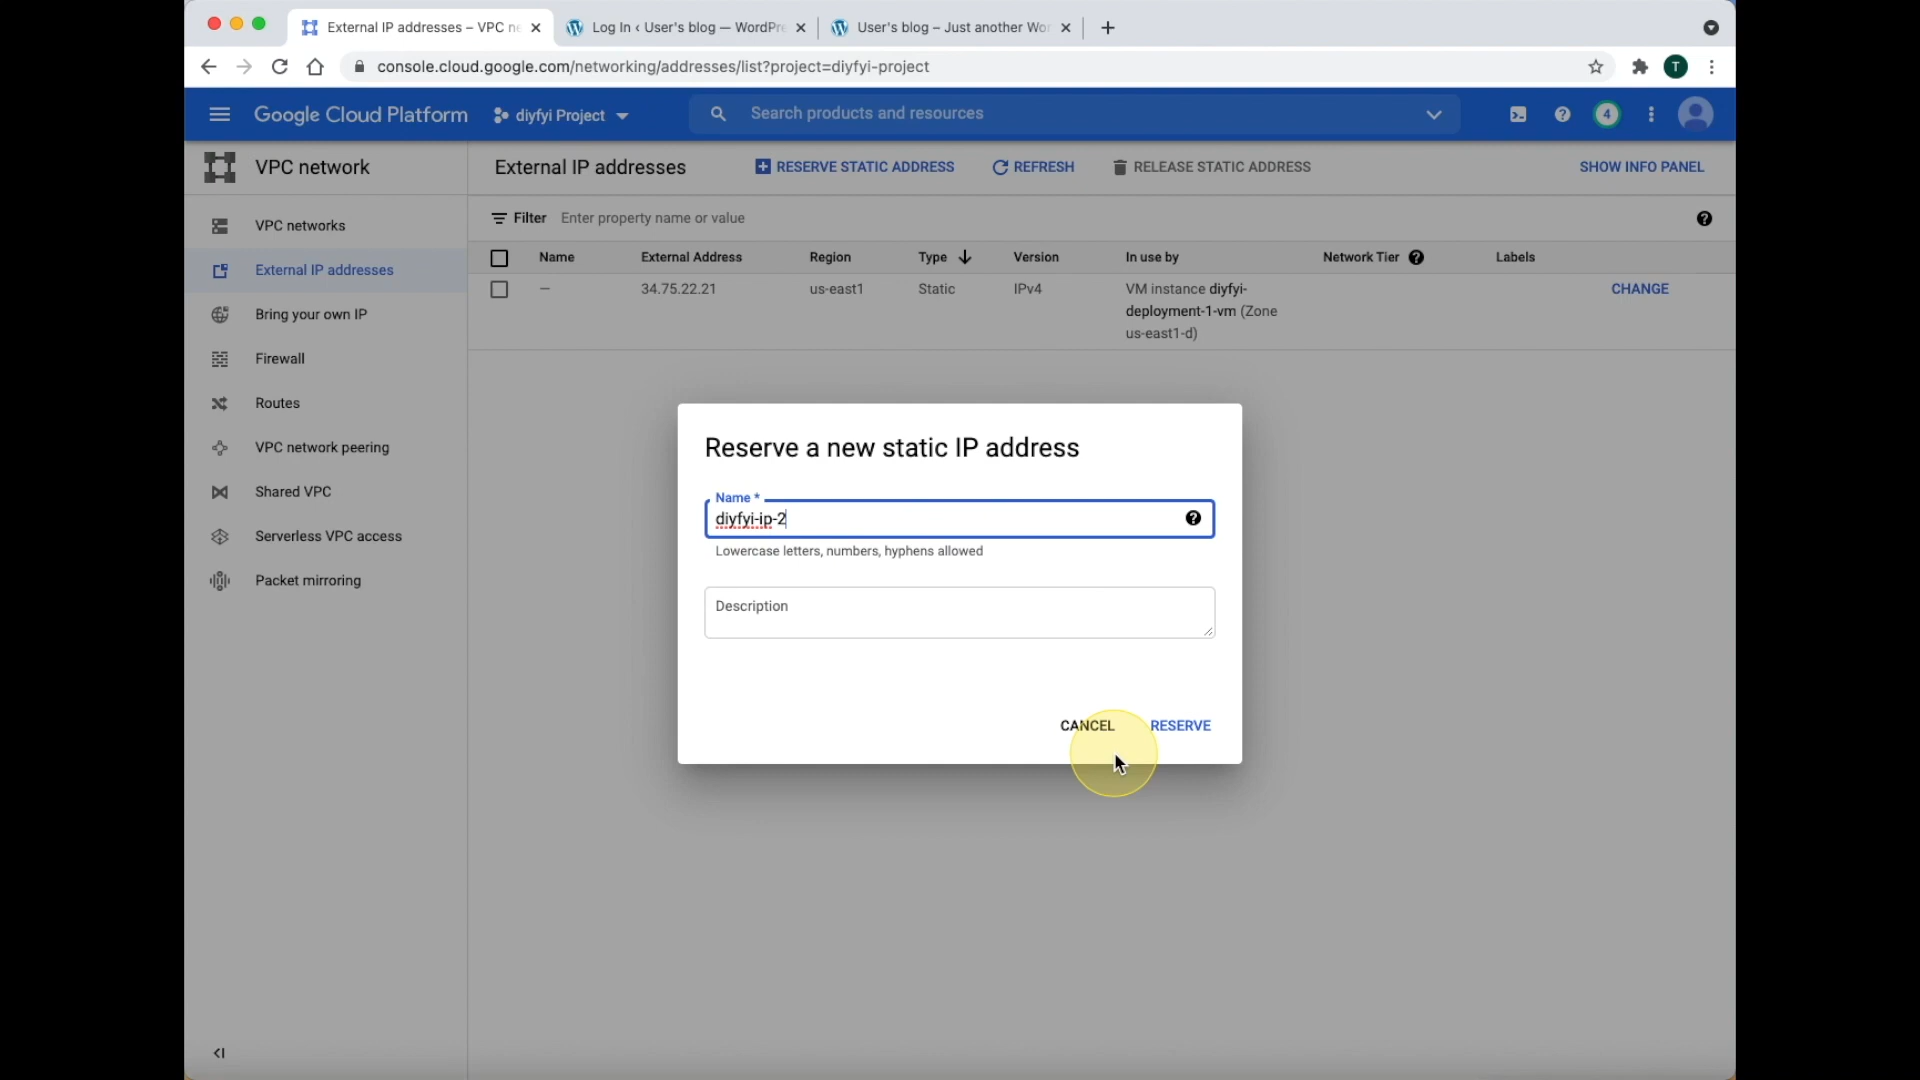 External IP addresses – VPC ne
Log In ‹ User's blog — WordPre
User's blog – Just another Wor
console.cloud.google.com/networking/addresses/list?project=diyfyi-project
T
Google Cloud Platform
diyfyi Project
Search products and resources
4
VPC network
External IP addresses
RESERVE STATIC ADDRESS
REFRESH
RELEASE STATIC ADDRESS
SHOW INFO PANEL
VPC networks
External IP addresses
Bring your own IP
Firewall
Routes
VPC network peering
Shared VPC
Serverless VPC access
Packet mirroring
Filter Enter property name or value
Name External Address Region Type Version In use by Network Tier Labels
— 34.75.22.21 us-east1 Static IPv4 VM instance diyfyi- CHANGE
deployment-1-vm (Zone
us-east1-d)
Reserve a new static IP address
Name *
diyfyi-ip-2
Lowercase letters, numbers, hyphens allowed
Description
CANCEL RESERVE